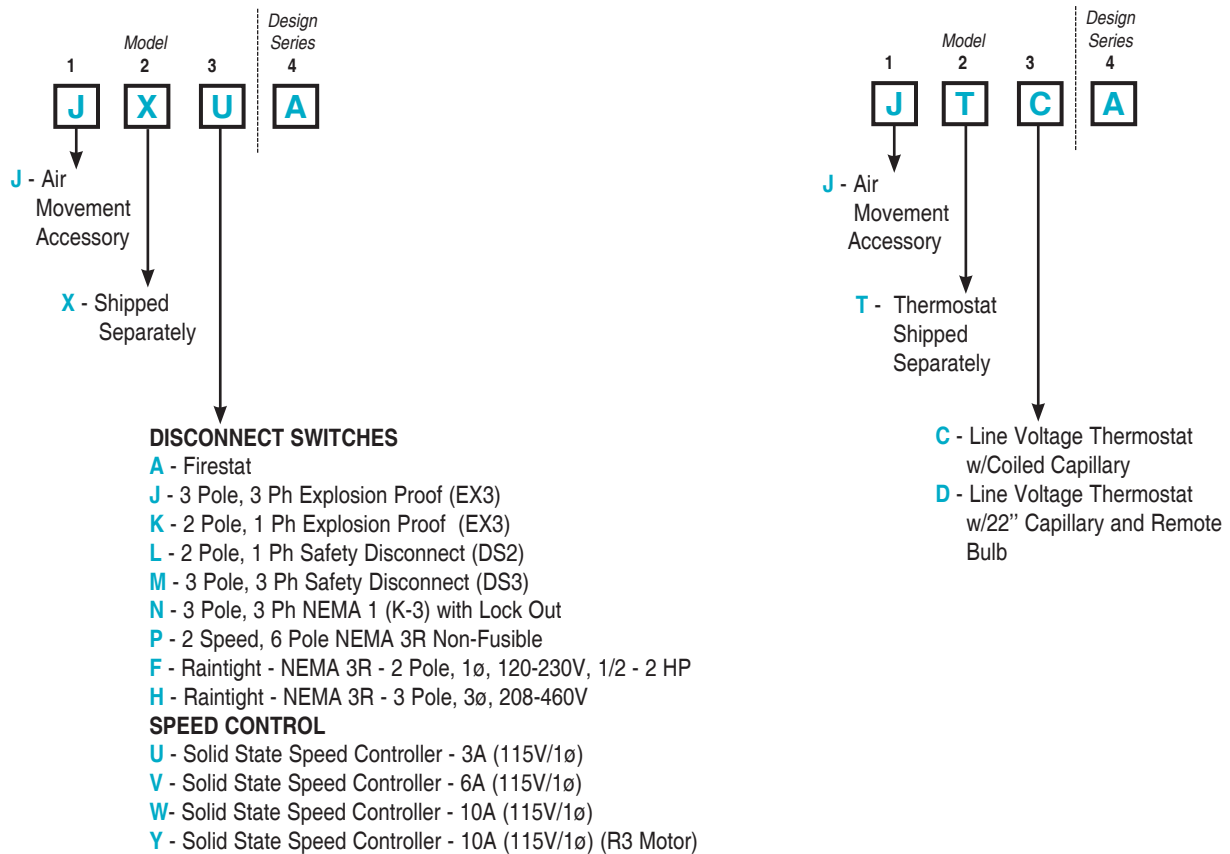 Design
Series
Model
1 2 3 4
J X U A
J - Air
Movement
Accessory
X - Shipped
Separately
DISCONNECT SWITCHES
A - Firestat
J - 3 Pole, 3 Ph Explosion Proof (EX3)
K - 2 Pole, 1 Ph Explosion Proof (EX3)
L - 2 Pole, 1 Ph Safety Disconnect (DS2)
M - 3 Pole, 3 Ph Safety Disconnect (DS3)
N - 3 Pole, 3 Ph NEMA 1 (K-3) with Lock Out
P - 2 Speed, 6 Pole NEMA 3R Non-Fusible
F - Raintight - NEMA 3R - 2 Pole, 1ø, 120-230V, 1/2 - 2 HP
H - Raintight - NEMA 3R - 3 Pole, 3ø, 208-460V
SPEED CONTROL
U - Solid State Speed Controller - 3A (115V/1ø)
V - Solid State Speed Controller - 6A (115V/1ø)
W- Solid State Speed Controller - 10A (115V/1ø)
Y - Solid State Speed Controller - 10A (115V/1ø) (R3 Motor)
Design
Series
Model
1 2 3 4
J T C A
J - Air
Movement
Accessory
T - Thermostat
Shipped
Separately
C - Line Voltage Thermostat
w/Coiled Capillary
D - Line Voltage Thermostat
w/22’’ Capillary and Remote
Bulb